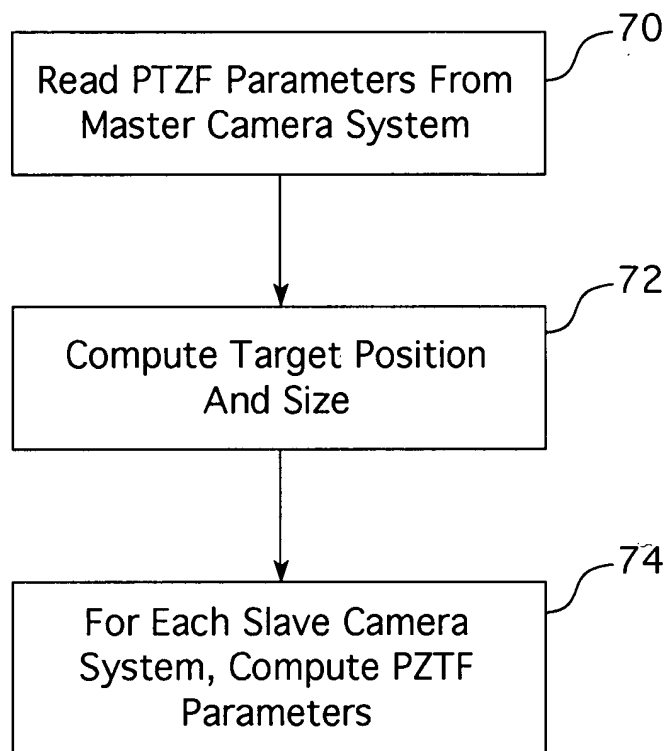 70
Read PTZF Parameters From
Master Camera System
72
Compute Target Position
And Size
74
For Each Slave Camera
System, Compute PZTF
Parameters